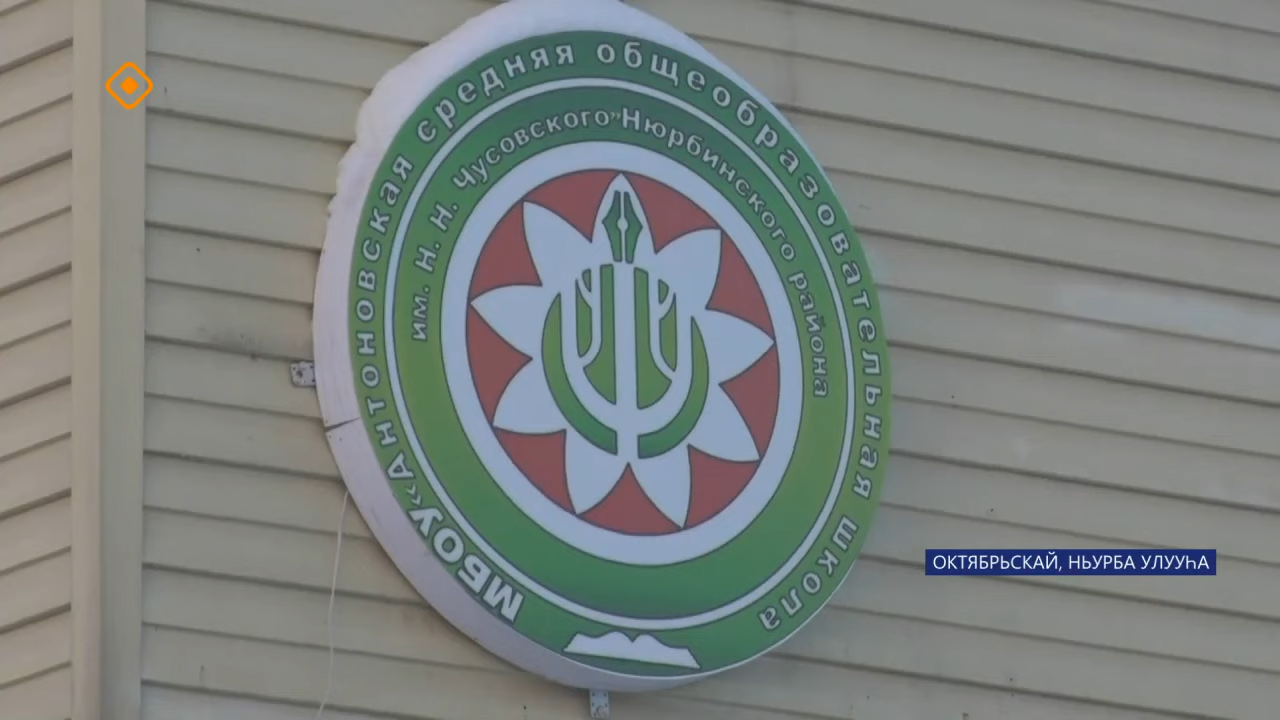 МБОУ«Антоновская средняя общеобразовательная школа
им. Н. Н. Чусовского"Нюрбинского района
ОКТЯБРЬСКАЙ, НЬУРБА УЛУУҺА